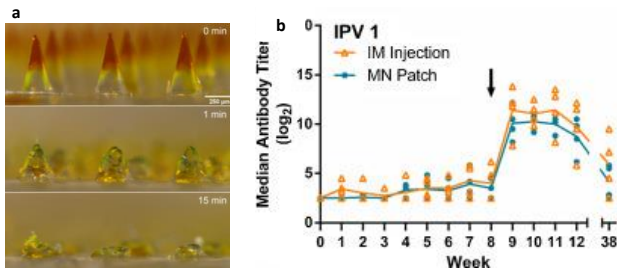 a
0 min
250 µm
1 min
15 min
b
IPV 1
IM Injection
MN Patch
Median Antibody Titer
(log2)
0
15
10
5
0
0 1 2 3 4 5 6 7 8 9 10 11 12 38
Week